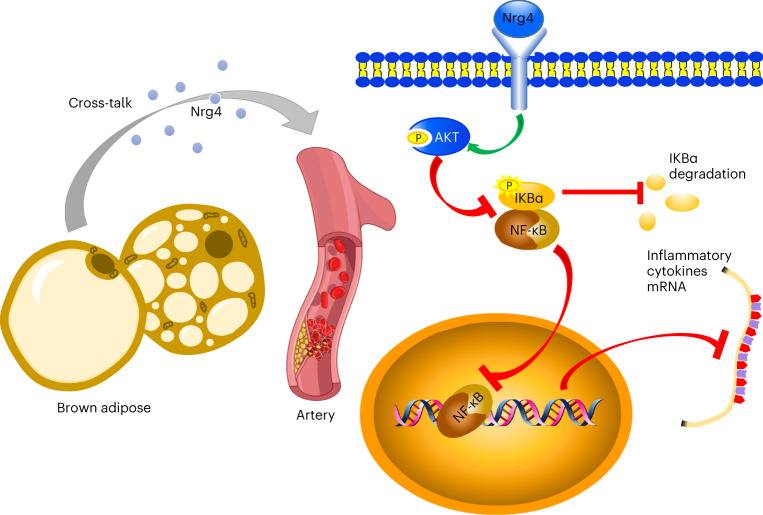 Nrg4
Cross-talk
Nrg4
P
AKT
P
IKBα
NF-κB
IKBα
degradation
Inflammatory
cytokines
mRNA
NF-κB
Brown adipose
Artery